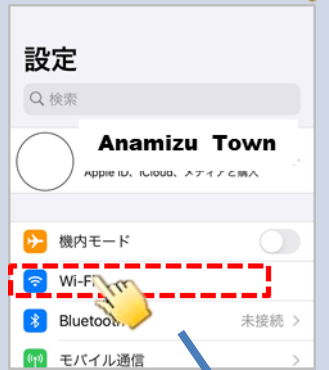 設定
検索
Anamizu Town
Apple ID、iCloud、メディアと購入
機内モード
Wi-Fi
Bluetooth
未接続
モバイル通信